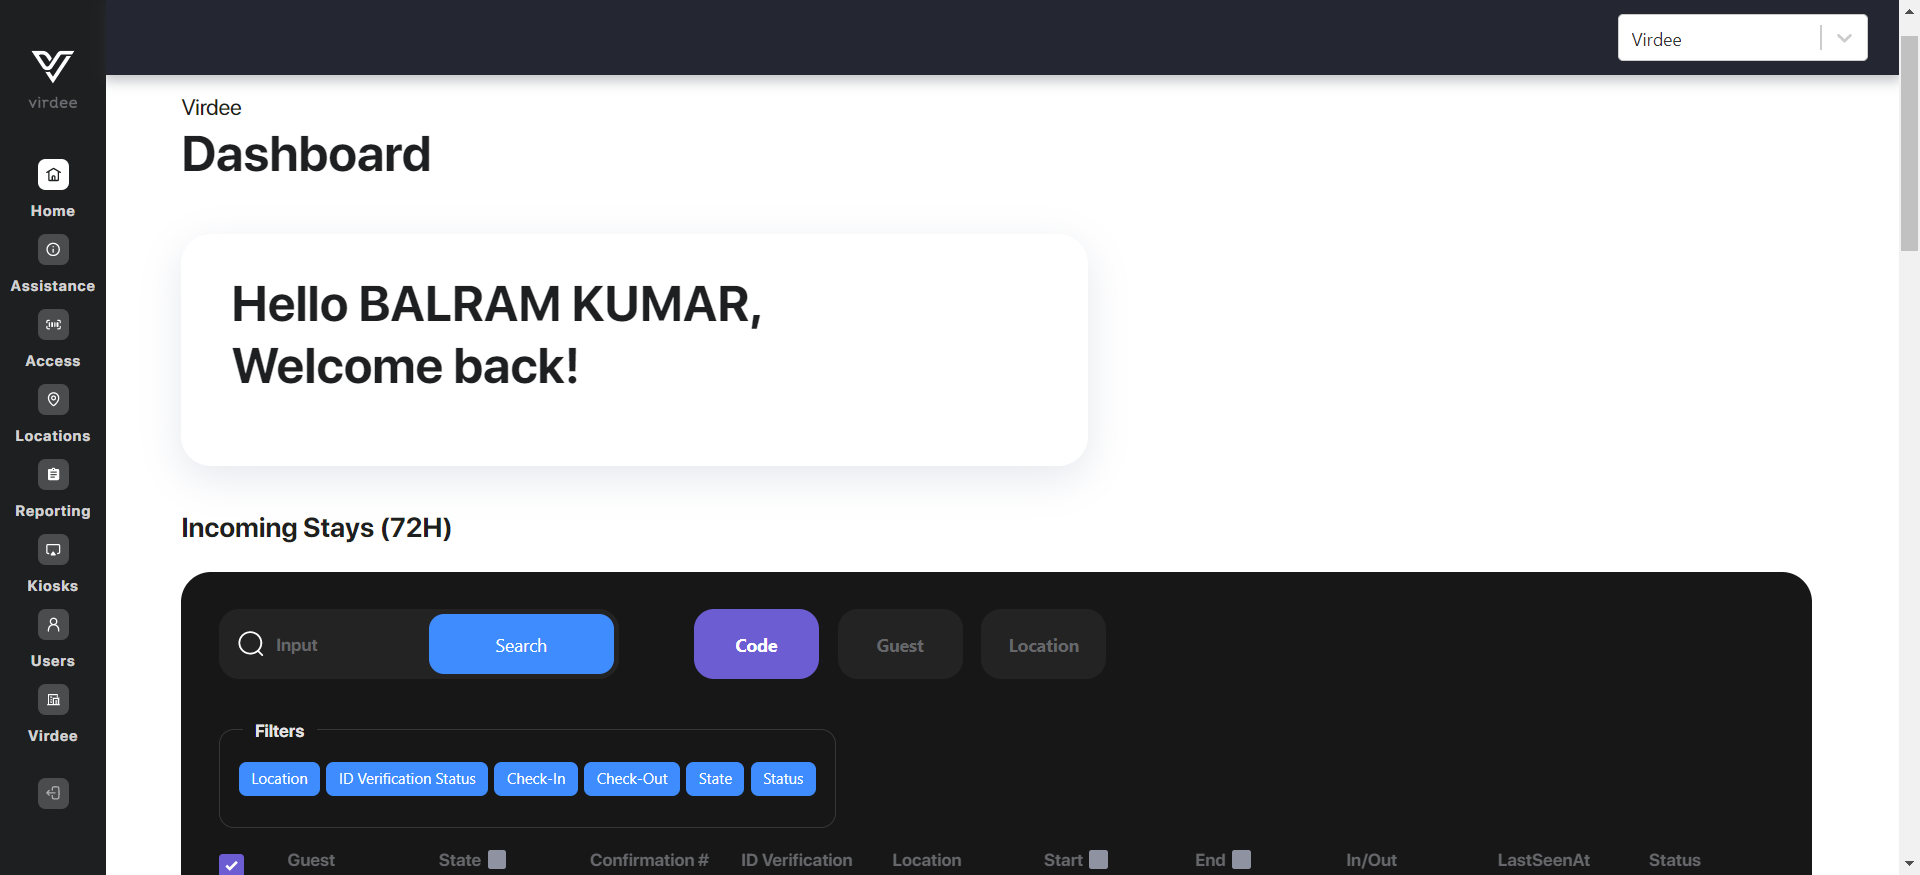 virdee
Home
Assistance
Access
Locations
Reporting
Kiosks
Users
Virdee
Virdee
Virdee
Dashboard
Hello BALRAM KUMAR,
Welcome back!
Incoming Stays (72H)
Input
Search
Code
Guest
Location
Filters
Location
ID Verification Status
Check-In
Check-Out
State
Status
Guest
State
Confirmation #
ID Verification
Location
Start
End
In/Out
LastSeenAt
Status